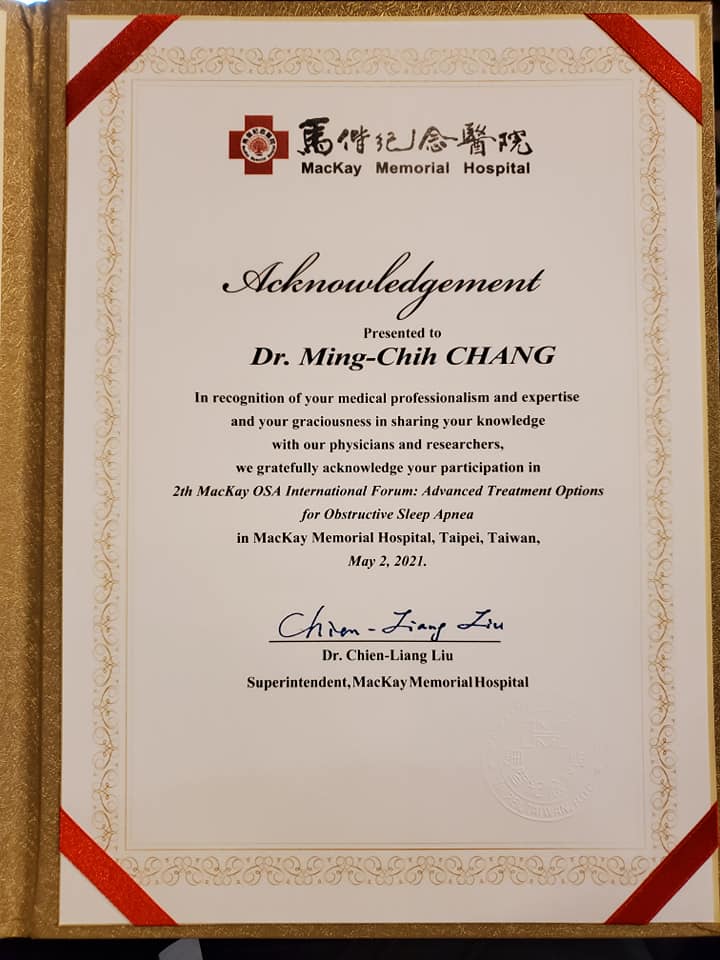 馬偕紀念醫院
MacKay Memorial Hospital
Acknowledgement
Presented to
Dr. Ming-Chih CHANG
In recognition of your medical professionalism and expertise
and your graciousness in sharing your knowledge
with our physicians and researchers,
we gratefully acknowledge your participation in
2th MacKay OSA International Forum: Advanced Treatment Options
for Obstructive Sleep Apnea
in MacKay Memorial Hospital, Taipei, Taiwan,
May 2, 2021.
Chien-Liang Liu
Dr. Chien-Liang Liu
Superintendent, MacKay Memorial Hospital